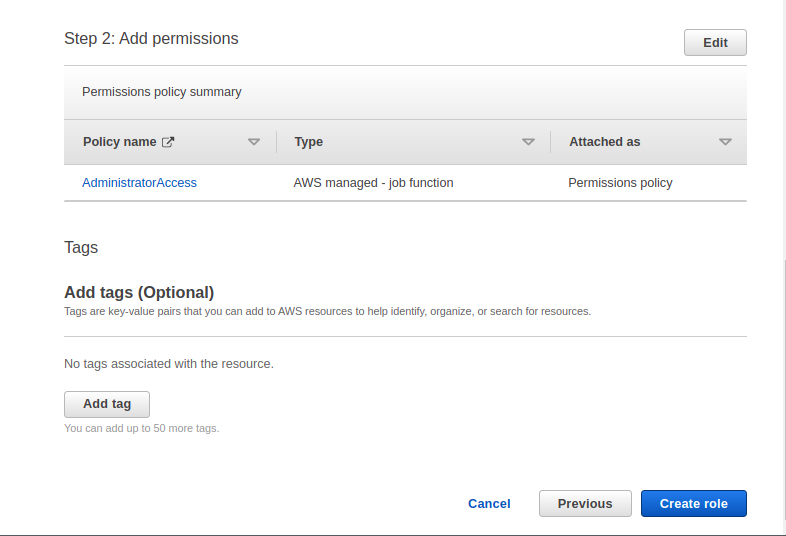 Step 2: Add permissions
Edit
Permissions policy summary
Policy name Type Attached as
AdministratorAccess AWS managed - job function Permissions policy
Tags
Add tags (Optional)
Tags are key-value pairs that you can add to AWS resources to help identify, organize, or search for resources.
No tags associated with the resource.
Add tag
You can add up to 50 more tags.
Cancel Previous Create role